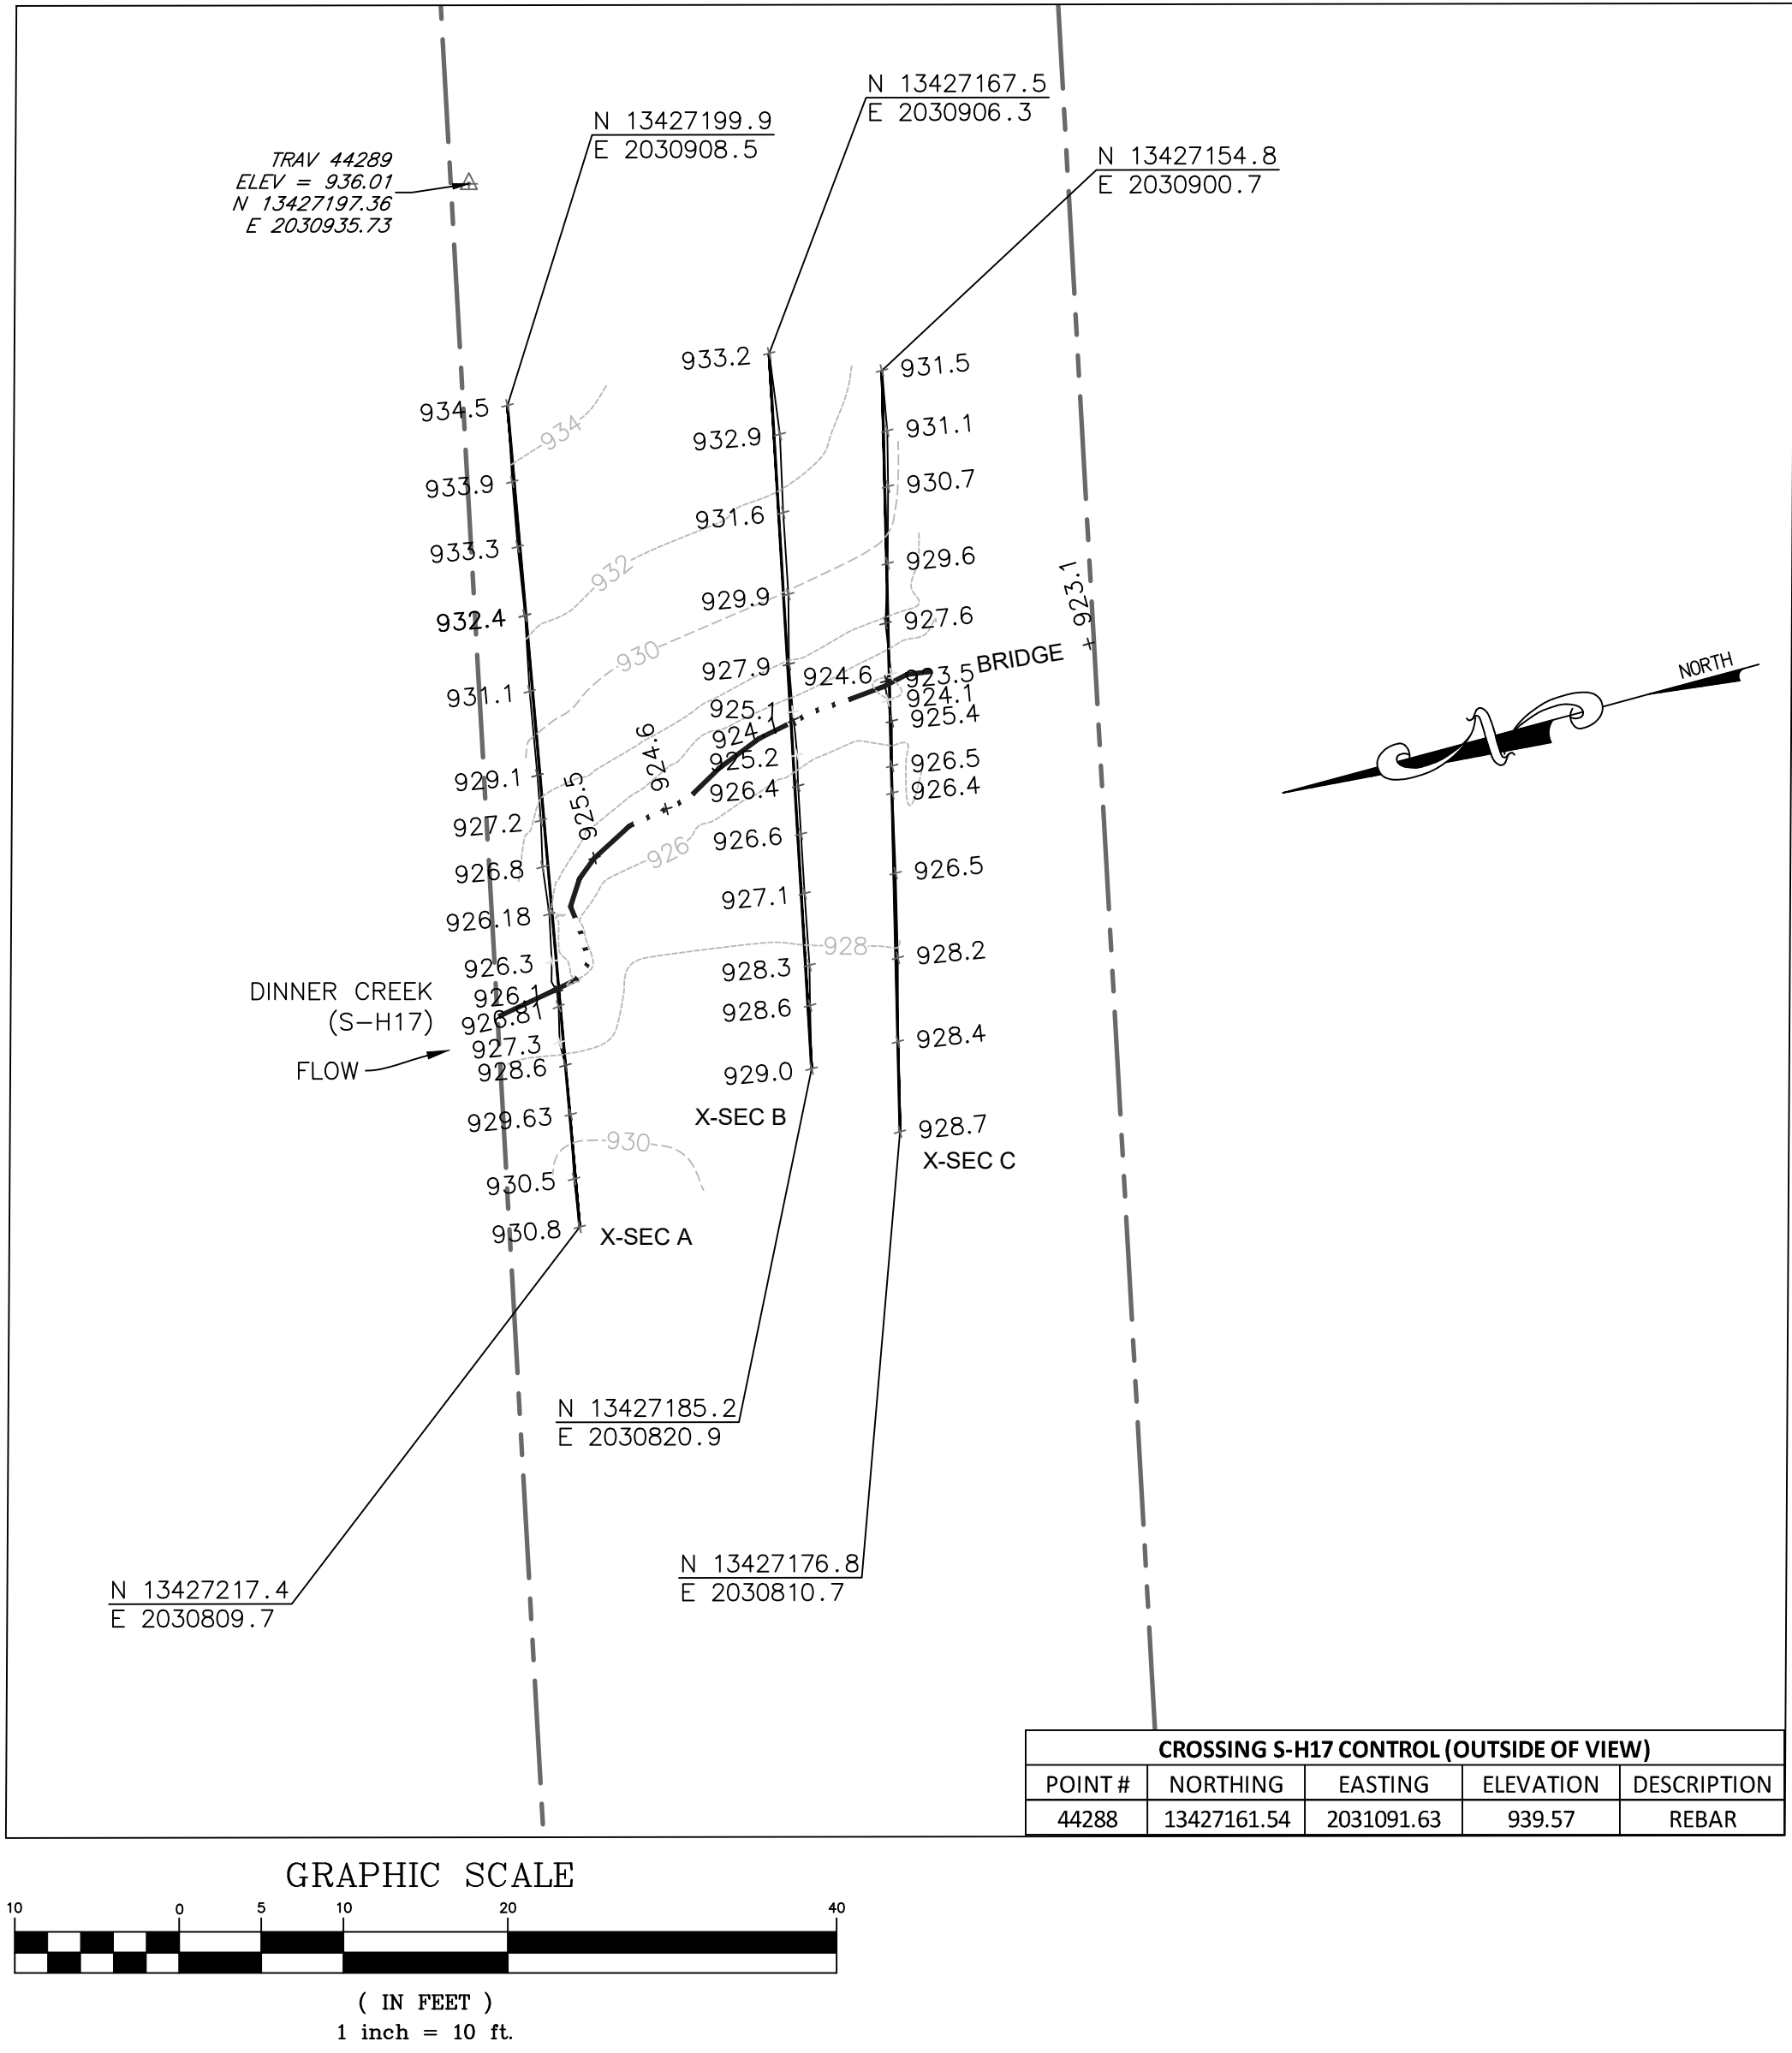 N 13427167.5
E 2030906.3
N 13427199.9
E 2030908.5
N 13427154.8
E 2030900.7
TRAV 44289
ELEV = 936.01
N 13427197.36
E 2030935.73
933.2
931.5
934.5
934
932.9
931.1
933.9
930.7
931.6
933.3
932
929.6
929.9
932.4
927.6
923.1
930
927.9
BRIDGE
924.6
923.5
924.1
931.1
925.1
925.4
924.1
924.6
925.2
926.5
929.1
926.4
926.4
925.5
927.2
926.6
926
926.8
926.5
927.1
926.18
928
928.2
926.3
928.3
DINNER CREEK
(S-H17)
926.1
926.81
928.6
927.3
928.4
FLOW
928.6
929.0
929.63
X-SEC B
928.7
930
X-SEC C
930.5
930.8
X-SEC A
NORTH
N
N 13427185.2
E 2030820.9
N 13427176.8
E 2030810.7
N 13427217.4
E 2030809.7
CROSSING S-H17 CONTROL (OUTSIDE OF VIEW)
POINT # NORTHING EASTING ELEVATION DESCRIPTION
44288 13427161.54 2031091.63 939.57 REBAR
GRAPHIC SCALE
10 0 5 10 20 40
( IN FEET )
1 inch = 10 ft.